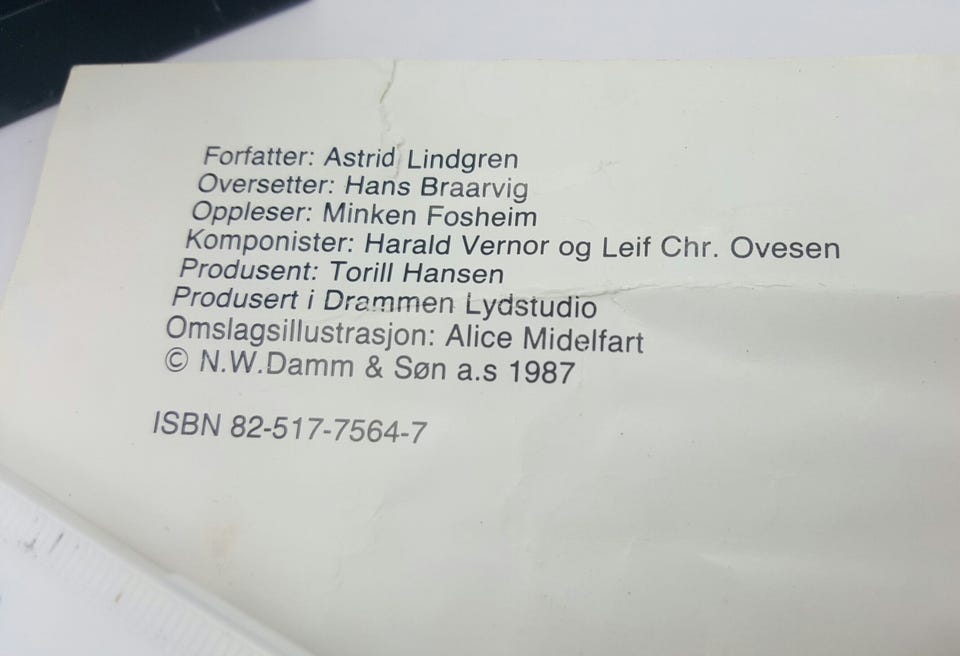 Forfatter: Astrid Lindgren
Oversetter: Hans Braarvig
Oppleser: Minken Fosheim
Komponister: Harald Vernor og Leif Chr. Ovesen
Produsent: Torill Hansen
Produsert i Drammen Lydstudio
Omslagsillustrasjon: Alice Midelfart
© N.W.Damm & Søn a.s 1987
ISBN 82-517-7564-7